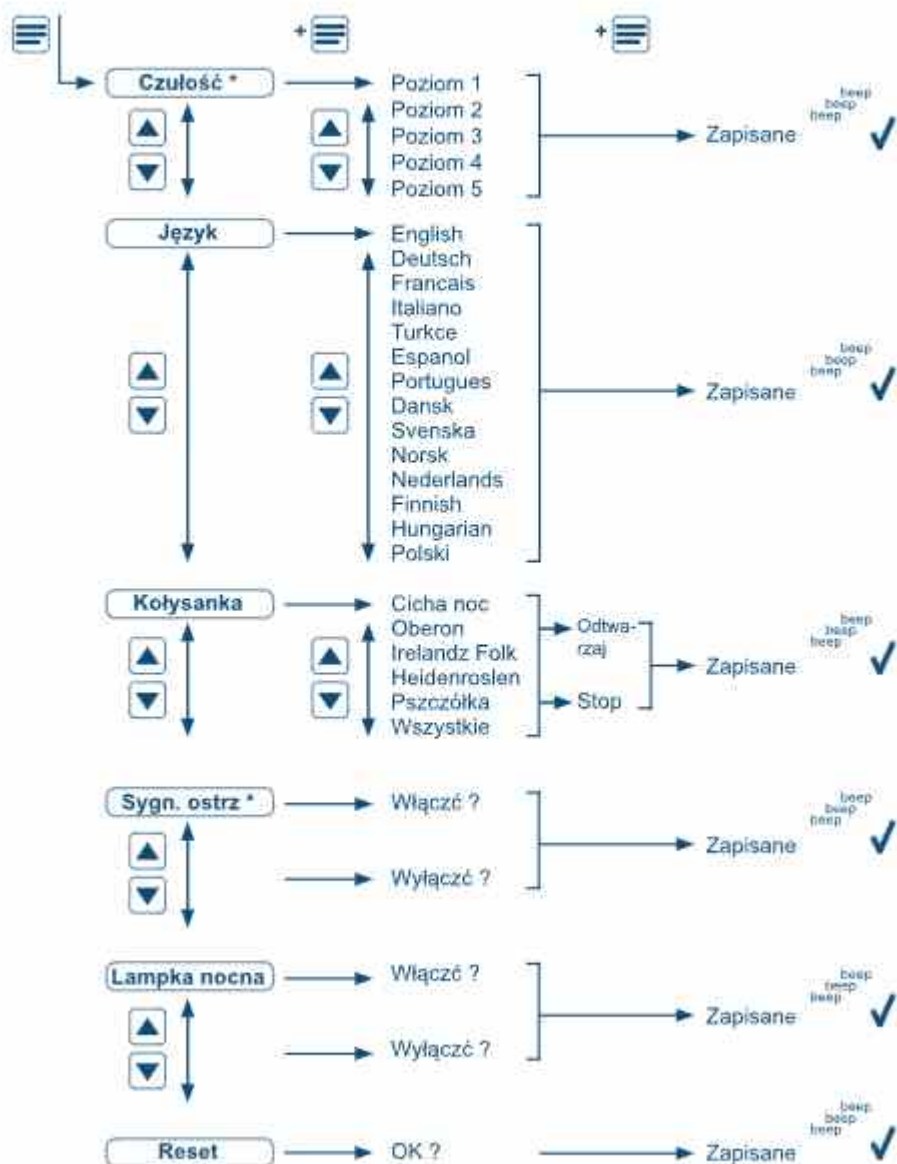 +
+
Czułość *
Poziom 1
Poziom 2
Poziom 3
Poziom 4
Poziom 5
Zapisane
beep
beep
beep
Język
English
Deutsch
Francais
Italiano
Turkce
Espanol
Portugues
Dansk
Svenska
Norsk
Nederlands
Finnish
Hungarian
Polski
Zapisane
beep
beep
beep
Kołysanka
Cicha noc
Oberon
Irelandz Folk
Heidenroslen
Pszczółka
Wszystkie
Odtwa-
rzaj
Stop
Zapisane
beep
beep
beep
Sygn. ostrz *
Włączć ?
Wyłączć ?
Zapisane
beep
beep
beep
Lampka nocna
Włączć ?
Wyłączć ?
Zapisane
beep
beep
beep
Reset
OK ?
Zapisane
beep
beep
beep